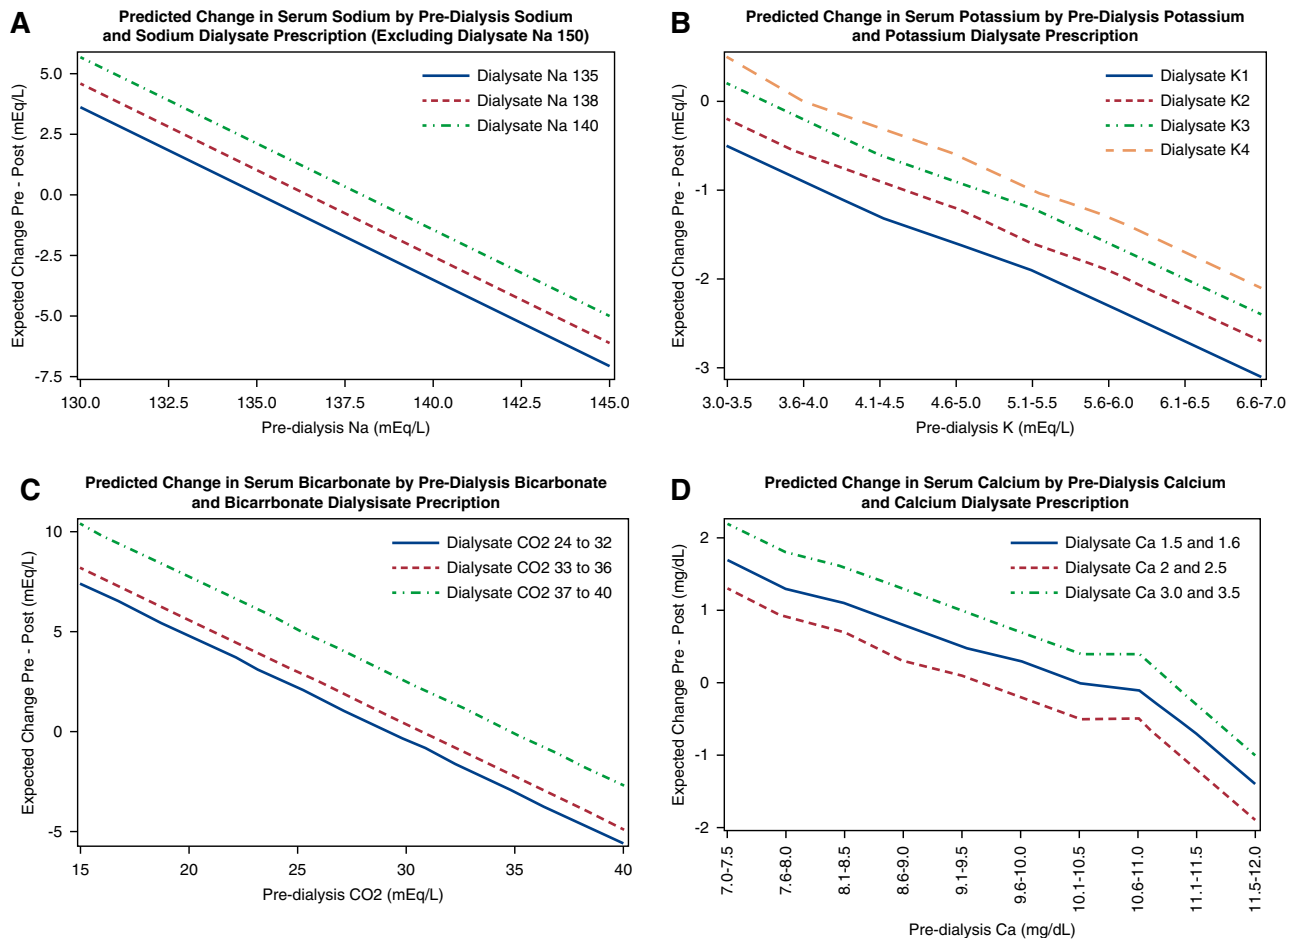 A
Predicted Change in Serum Sodium by Pre-Dialysis Sodium
and Sodium Dialysate Prescription (Excluding Dialysate Na 150)
Expected Change Pre - Post (mEq/L)
5.0
2.5
0.0
-2.5
-5.0
-7.5
Dialysate Na 135
Dialysate Na 138
Dialysate Na 140
130.0 132.5 135.0 137.5 140.0 142.5 145.0
Pre-dialysis Na (mEq/L)
B
Predicted Change in Serum Potassium by Pre-Dialysis Potassium
and Potassium Dialysate Prescription
Expected Change Pre - Post (mEq/L)
0
-1
-2
-3
Dialysate K1
Dialysate K2
Dialysate K3
Dialysate K4
3.0-3.5 3.6-4.0 4.1-4.5 4.6-5.0 5.1-5.5 5.6-6.0 6.1-6.5 6.6-7.0
Pre-dialysis K (mEq/L)
C
Predicted Change in Serum Bicarbonate by Pre-Dialysis Bicarbonate
and Bicarrbonate Dialysisate Precription
Expected Change Pre - Post (mEq/L)
10
5
0
-5
Dialysate CO2 24 to 32
Dialysate CO2 33 to 36
Dialysate CO2 37 to 40
15 20 25 30 35 40
Pre-dialysis CO2 (mEq/L)
D
Predicted Change in Serum Calcium by Pre-Dialysis Calcium
and Calcium Dialysate Prescription
Expected Change Pre - Post (mg/dL)
2
1
0
-1
-2
Dialysate Ca 1.5 and 1.6
Dialysate Ca 2 and 2.5
Dialysate Ca 3.0 and 3.5
7.0-7.5
7.6-8.0
8.1-8.5
8.6-9.0
9.1-9.5
9.6-10.0
10.1-10.5
10.6-11.0
11.1-11.5
11.5-12.0
Pre-dialysis Ca (mg/dL)